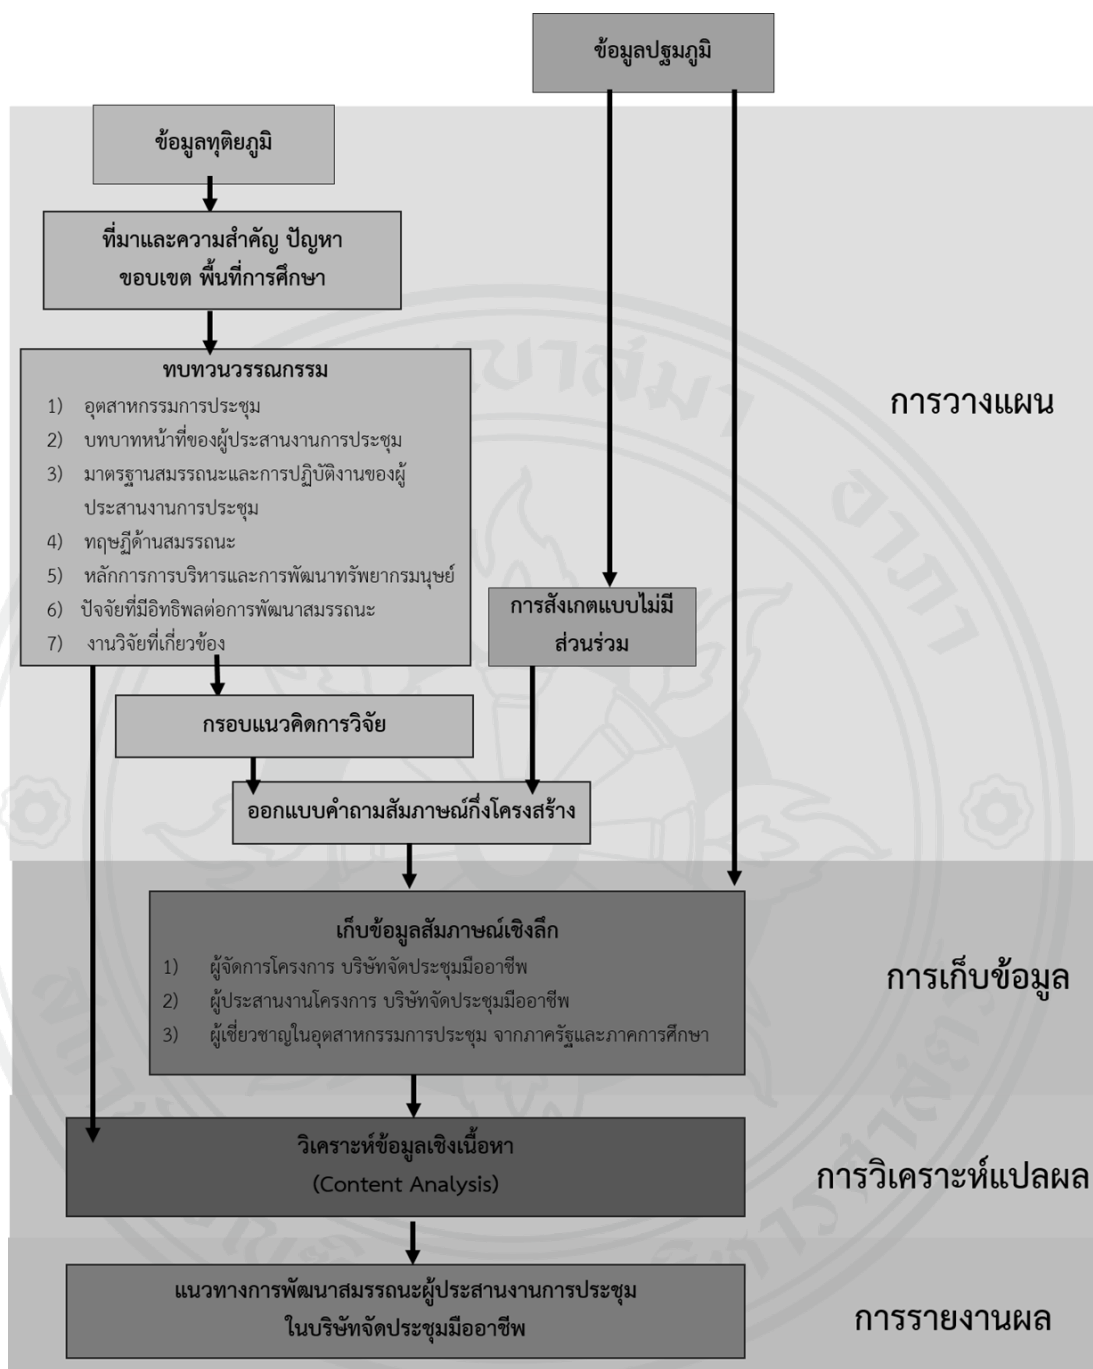 ข้อมูลปฐมภูมิ
ข้อมูลทุติยภูมิ
ที่มาและความสำคัญ ปัญหา
ขอบเขต พื้นที่การศึกษา
ทบทวนวรรณกรรม
1) อุตสาหกรรมการประชุม
2) บทบาทหน้าที่ของผู้ประสานงานการประชุม
3) มาตรฐานสมรรถนะและการปฏิบัติงานของผู้
ประสานงานการประชุม
4) ทฤษฎีด้านสมรรถนะ
5) หลักการการบริหารและการพัฒนาทรัพยากรมนุษย์
6) ปัจจัยที่มีอิทธิพลต่อการพัฒนาสมรรถนะ
7) งานวิจัยที่เกี่ยวข้อง
การวางแผน
การสังเกตแบบไม่มี
ส่วนร่วม
กรอบแนวคิดการวิจัย
ออกแบบคำถามสัมภาษณ์กึ่งโครงสร้าง
เก็บข้อมูลสัมภาษณ์เชิงลึก
1) ผู้จัดการโครงการ บริษัทจัดประชุมมืออาชีพ
2) ผู้ประสานงานโครงการ บริษัทจัดประชุมมืออาชีพ
3) ผู้เชี่ยวชาญในอุตสาหกรรมการประชุม จากภาครัฐและภาคการศึกษา
การเก็บข้อมูล
วิเคราะห์ข้อมูลเชิงเนื้อหา
(Content Analysis)
การวิเคราะห์แปลผล
แนวทางการพัฒนาสมรรถนะผู้ประสานงานการประชุม
ในบริษัทจัดประชุมมืออาชีพ
การรายงานผล